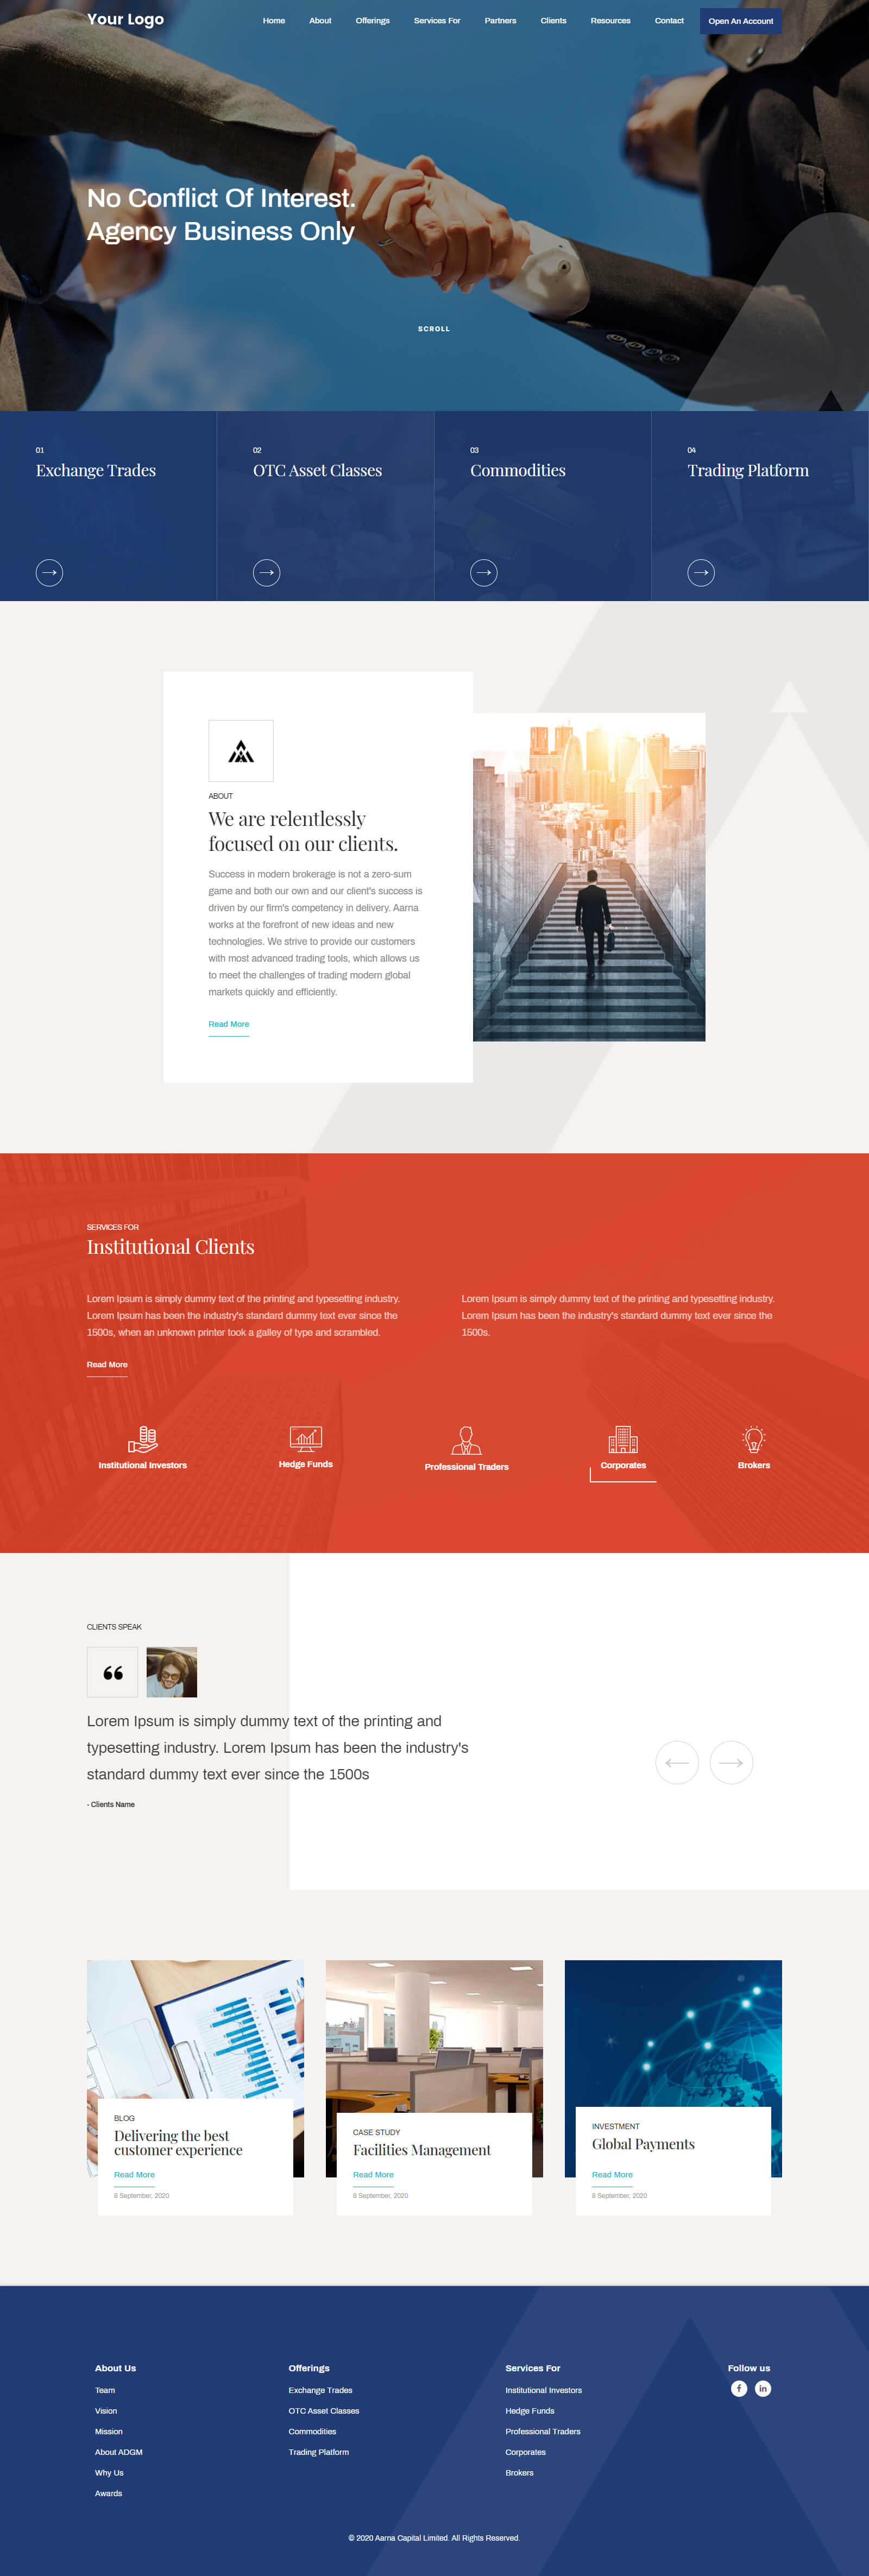 Your Logo
Home About Offerings Services For Partners Clients Resources Contact Open An Account
No Conflict Of Interest.
Agency Business Only
SCROLL
01
Exchange Trades
02
OTC Asset Classes
03
Commodities
04
Trading Platform
ABOUT
We are relentlessly
focused on our clients.
Success in modern brokerage is not a zero-sum
game and both our own and our client's success is
driven by our firm's competency in delivery. Aarna
works at the forefront of new ideas and new
technologies. We strive to provide our customers
with most advanced trading tools, which allows us
to meet the challenges of trading modern global
markets quickly and efficiently.
Read More
SERVICES FOR
Institutional Clients
Lorem Ipsum is simply dummy text of the printing and typesetting industry.
Lorem Ipsum has been the industry's standard dummy text ever since the
1500s, when an unknown printer took a galley of type and scrambled.
Lorem Ipsum is simply dummy text of the printing and typesetting industry.
Lorem Ipsum has been the industry's standard dummy text ever since the
1500s.
Read More
Institutional Investors
Hedge Funds
Professional Traders
Corporates
Brokers
CLIENTS SPEAK
Lorem Ipsum is simply dummy text of the printing and
typesetting industry. Lorem Ipsum has been the industry's
standard dummy text ever since the 1500s
- Clients Name
BLOG
Delivering the best
customer experience
Read More
8 September, 2020
CASE STUDY
Facilities Management
Read More
8 September, 2020
INVESTMENT
Global Payments
Read More
8 September, 2020
About Us
Team
Vision
Mission
About ADGM
Why Us
Awards
Offerings
Exchange Trades
OTC Asset Classes
Commodities
Trading Platform
Services For
Institutional Investors
Hedge Funds
Professional Traders
Corporates
Brokers
Follow us
© 2020 Aarna Capital Limited. All Rights Reserved.